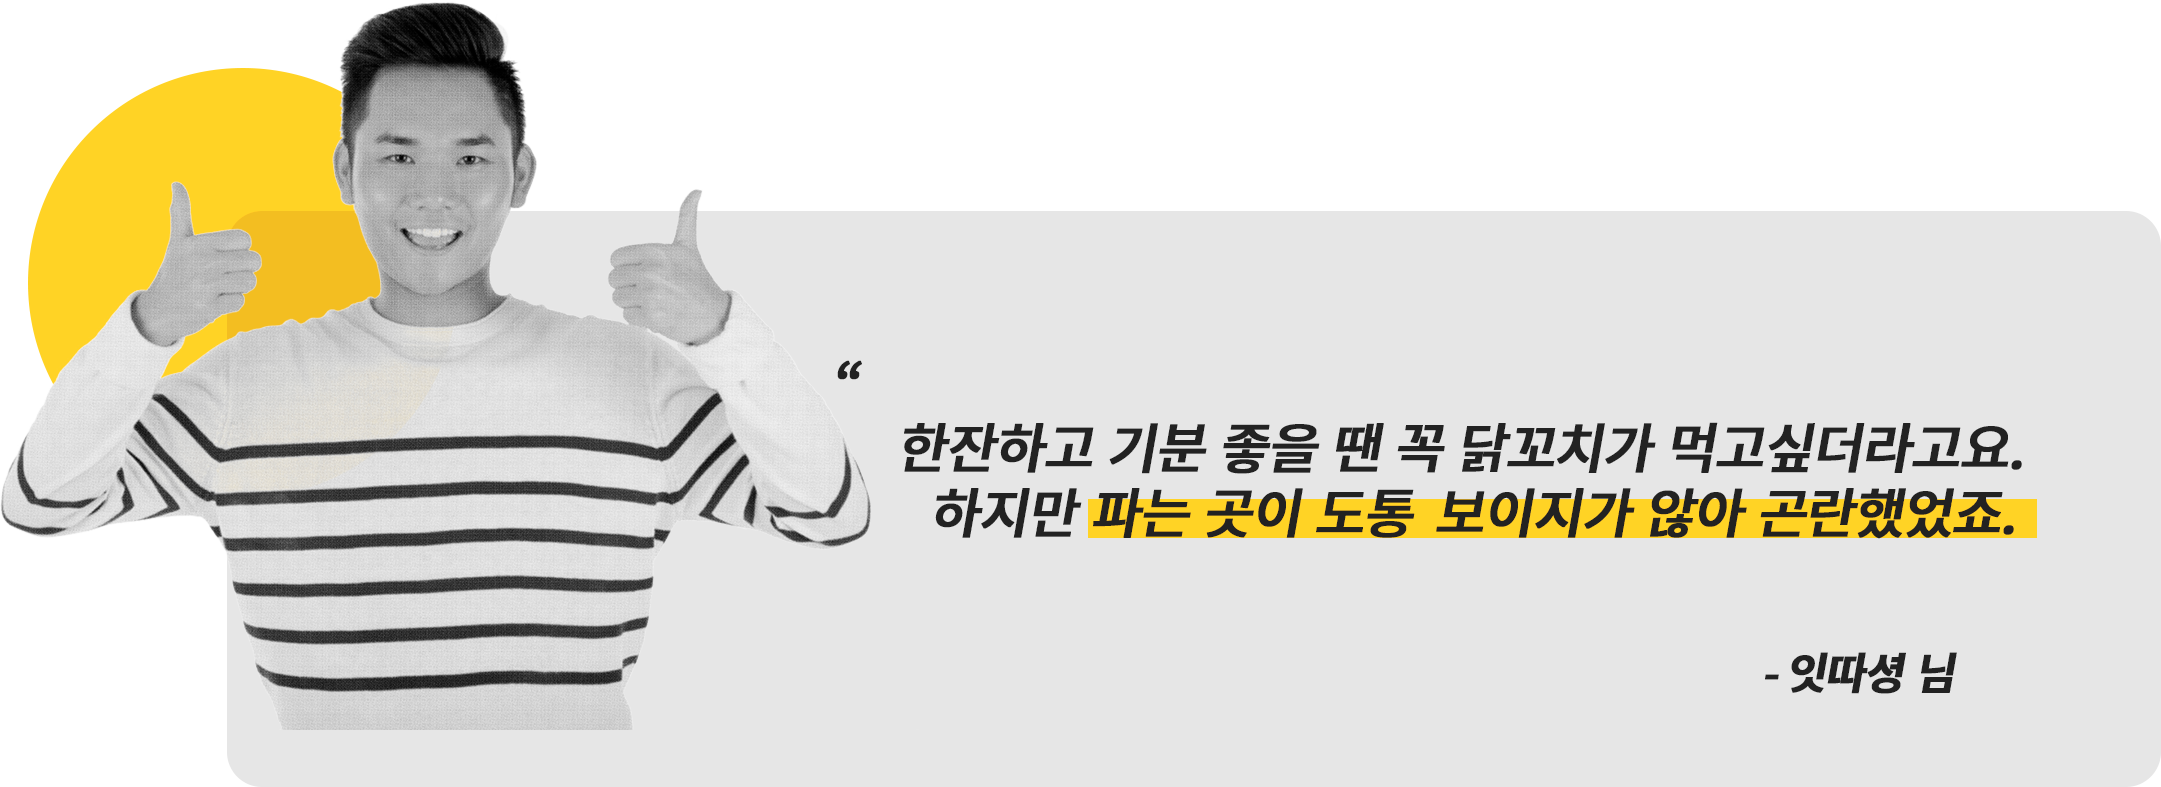 “
한잔하고 기분 좋을 땐 꼭 닭꼬치가 먹고싶더라고요.
하지만 파는 곳이 도통 보이지가 않아 곤란했었죠.
- 잇따셩 님